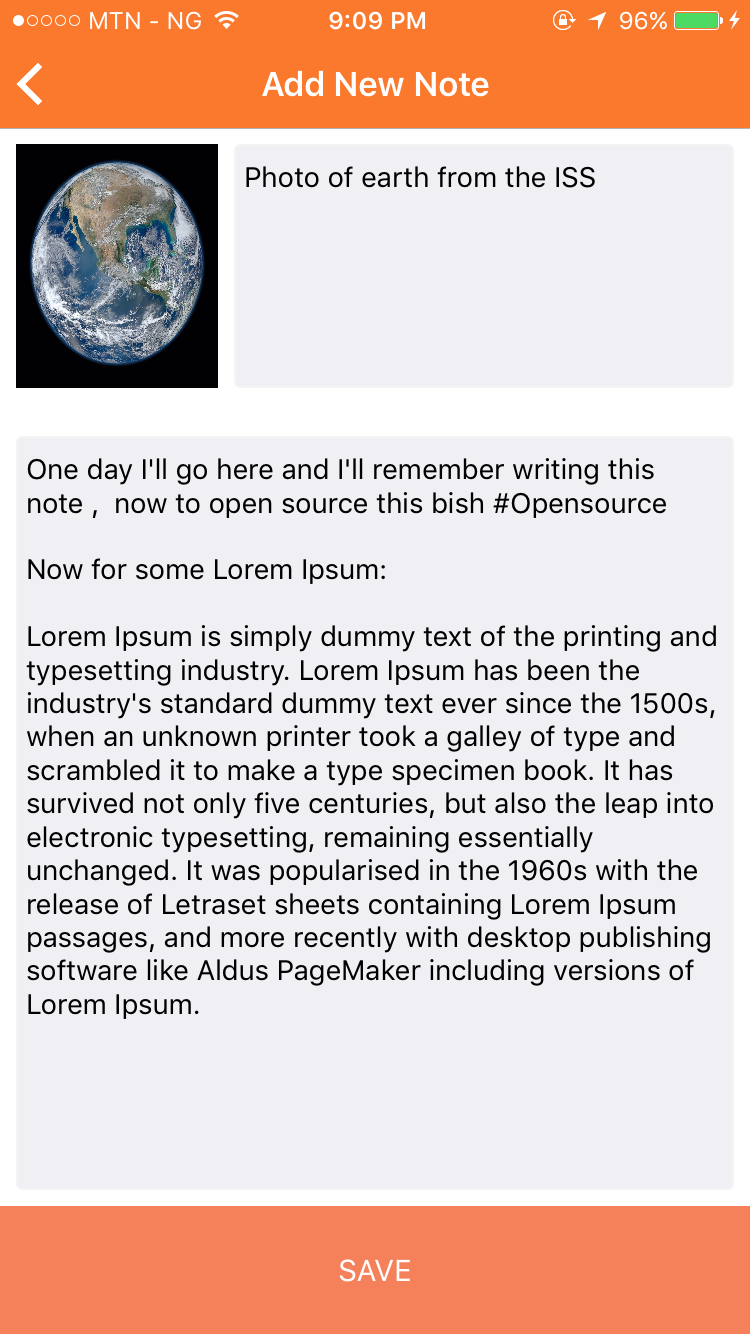 MTN - NG 9:09 PM 96%
Add New Note
Photo of earth from the ISS
One day I'll go here and I'll remember writing this
note ,  now to open source this bish #Opensource
Now for some Lorem Ipsum:
Lorem Ipsum is simply dummy text of the printing and
typesetting industry. Lorem Ipsum has been the
industry's standard dummy text ever since the 1500s,
when an unknown printer took a galley of type and
scrambled it to make a type specimen book. It has
survived not only five centuries, but also the leap into
electronic typesetting, remaining essentially
unchanged. It was popularised in the 1960s with the
release of Letraset sheets containing Lorem Ipsum
passages, and more recently with desktop publishing
software like Aldus PageMaker including versions of
Lorem Ipsum.
SAVE